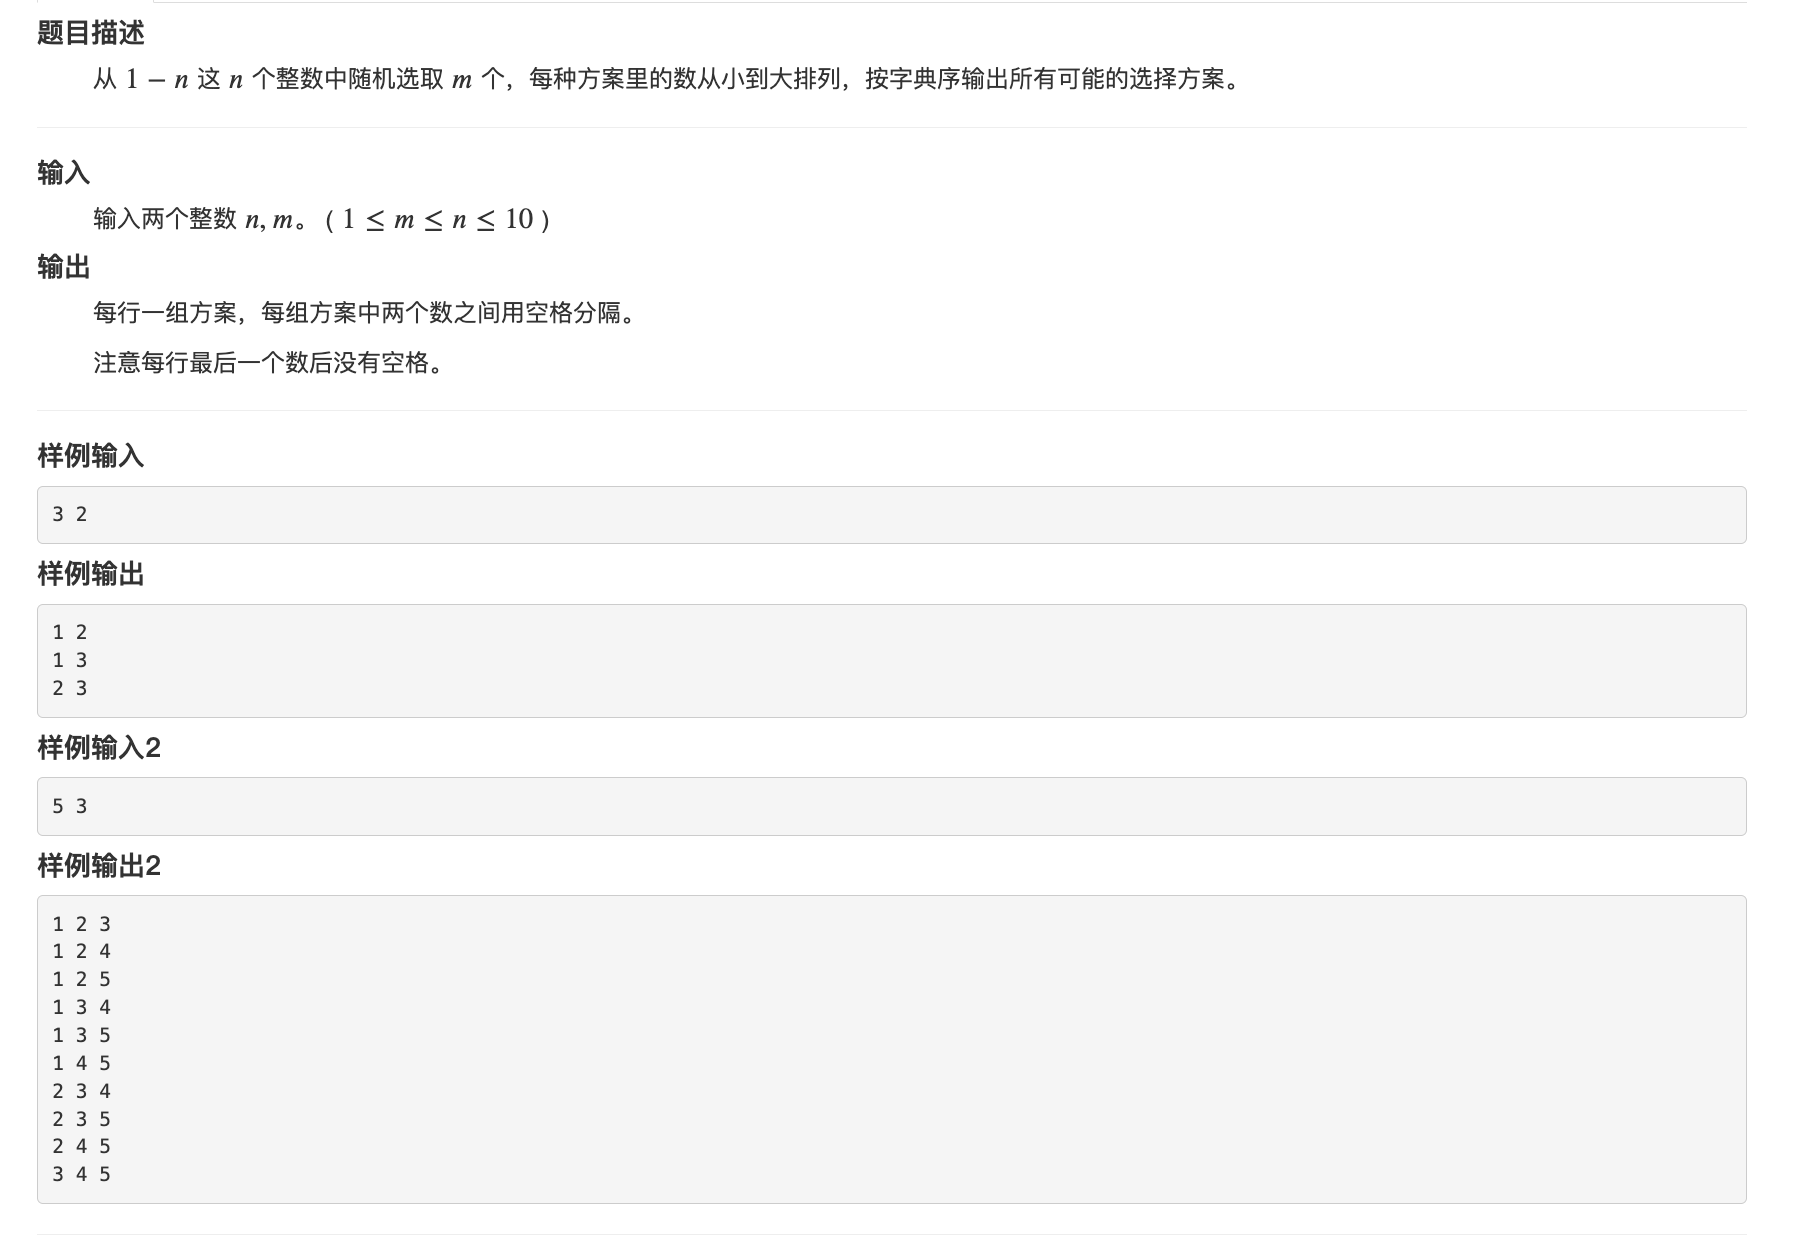 题目描述
从 1 − n 这 n 个整数中随机选取 m 个，每种方案里的数从小到大排列，按字典序输出所有可能的选择方案。
输入
输入两个整数 n, m。（ 1 ≤ m ≤ n ≤ 10 ）
输出
每行一组方案，每组方案中两个数之间用空格分隔。
注意每行最后一个数后没有空格。
样例输入
3 2
样例输出
1 2
1 3
2 3
样例输入2
5 3
样例输出2
1 2 3
1 2 4
1 2 5
1 3 4
1 3 5
1 4 5
2 3 4
2 3 5
2 4 5
3 4 5